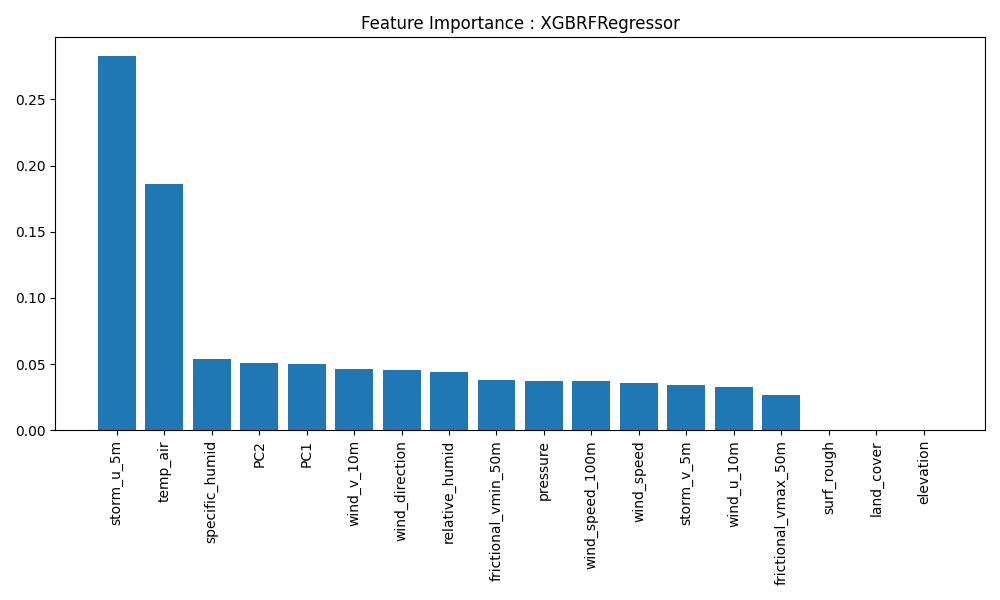 Feature Importance : XGBRFRegressor
0.25
0.20
0.15
0.10
0.05
0.00
storm_u_5m
temp_air
specific_humid
PC2
PC1
wind_v_10m
wind_direction
relative_humid
frictional_vmin_50m
pressure
wind_speed_100m
wind_speed
storm_v_5m
wind_u_10m
frictional_vmax_50m
surf_rough
land_cover
elevation